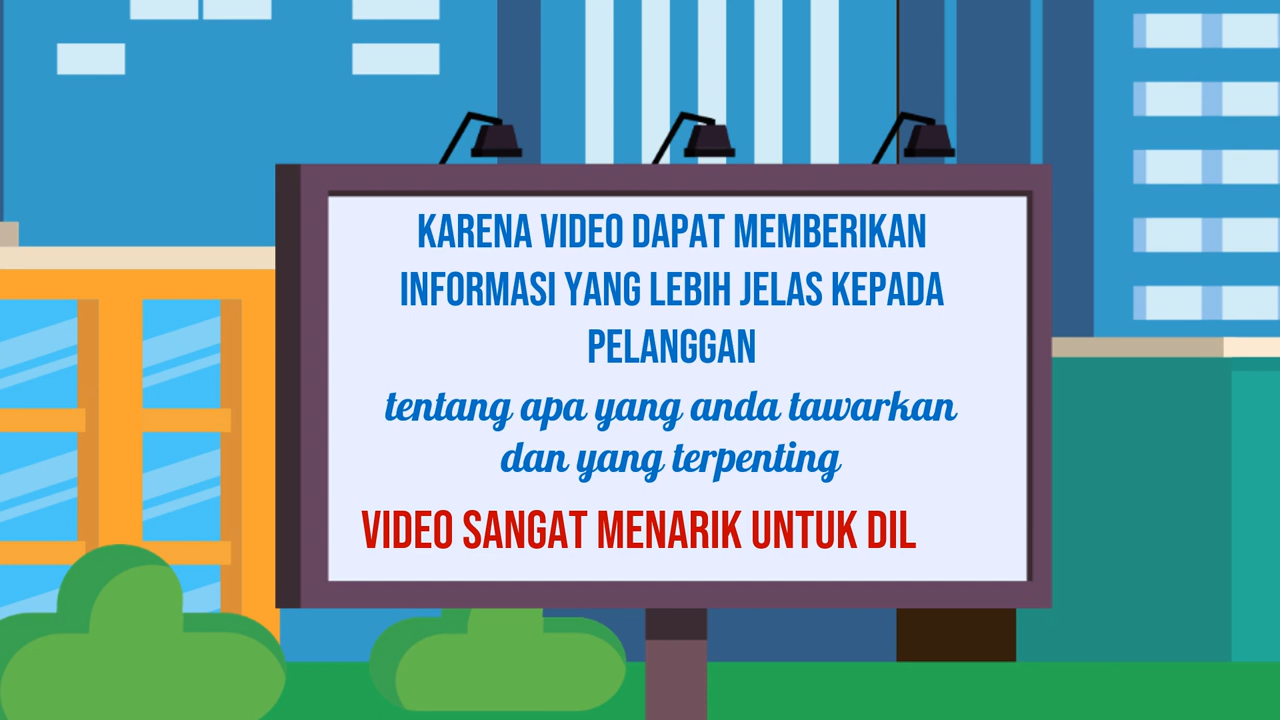 KARENA VIDEO DAPAT MEMBERIKAN
INFORMASI YANG LEBIH JELAS KEPADA
PELANGGAN
tentang apa yang anda tawarkan
dan yang terpenting
VIDEO SANGAT MENARIK UNTUK DIL